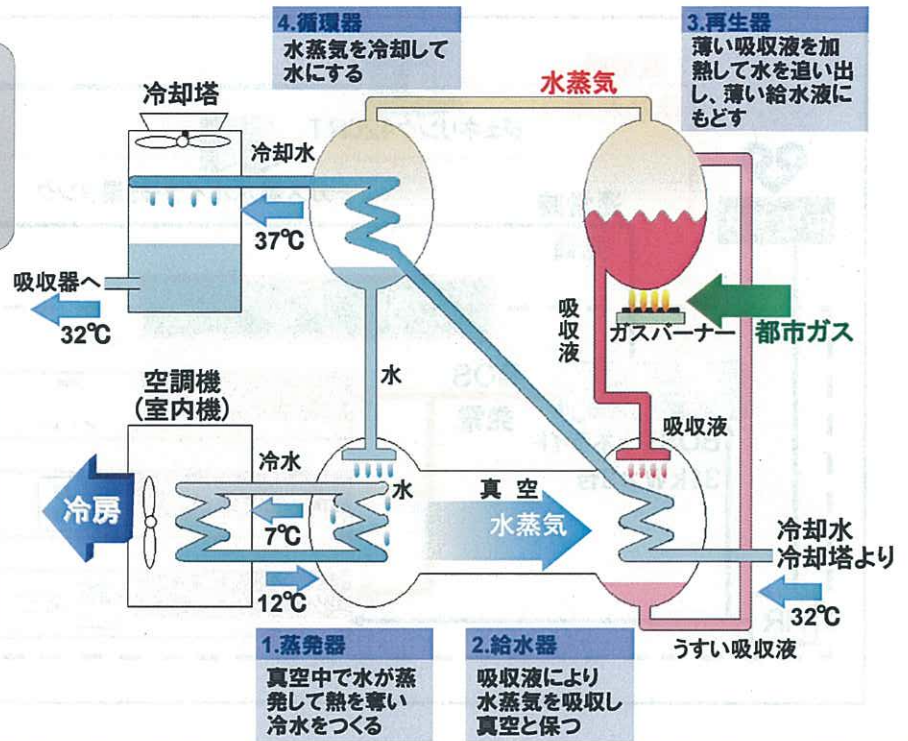 4.循環器
水蒸気を冷却して
水にする
3.再生器
薄い吸収液を加
熱して水を追い出
し、薄い給水液に
もどす
水蒸気
冷却塔
冷却水
37℃
吸収器へ
32℃
吸収液
ガスバーナー
都市ガス
水
空調機
(室内機)
吸収液
冷水
水
真空
水蒸気
冷房
7℃
12℃
冷却水
冷却塔より
32℃
うすい吸収液
1.蒸発器
真空中で水が蒸
発して熱を奪い
冷水をつくる
2.給水器
吸収液により
水蒸気を吸収し
真空と保つ